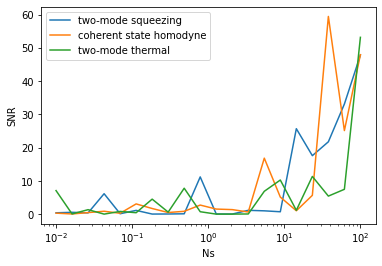 two-mode squeezing
coherent state homodyne
two-mode thermal
60
50
40
30
20
10
0
SNR
10⁻² 10⁻¹ 10⁰ 10¹ 10²
Ns